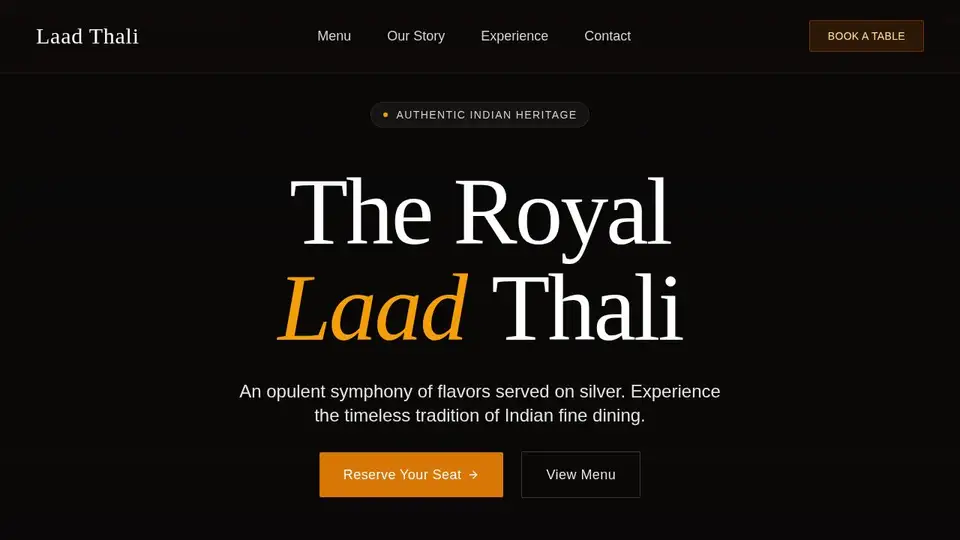 Laad Thali
Menu
Our Story
Experience
Contact
BOOK A TABLE
AUTHENTIC INDIAN HERITAGE
The Royal
Laad Thali
An opulent symphony of flavors served on silver. Experience
the timeless tradition of Indian fine dining.
Reserve Your Seat →
View Menu